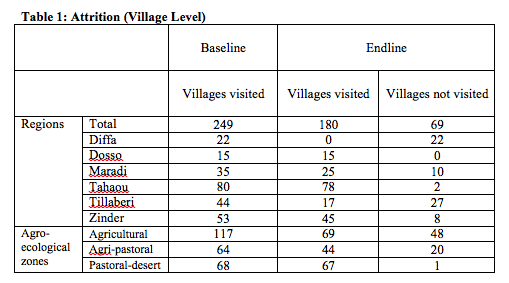 Table 1: Attrition (Village Level)
Baseline Endline
Villages visited Villages visited Villages not visited
Regions Total 249 180 69
Diffa 22 0 22
Dosso 15 15 0
Maradi 35 25 10
Tahaou 80 78 2
Tillaberi 44 17 27
Zinder 53 45 8
Agro- Agricultural 117 69 48
ecological Agri-pastoral 64 44 20
zones Pastoral-desert 68 67 1